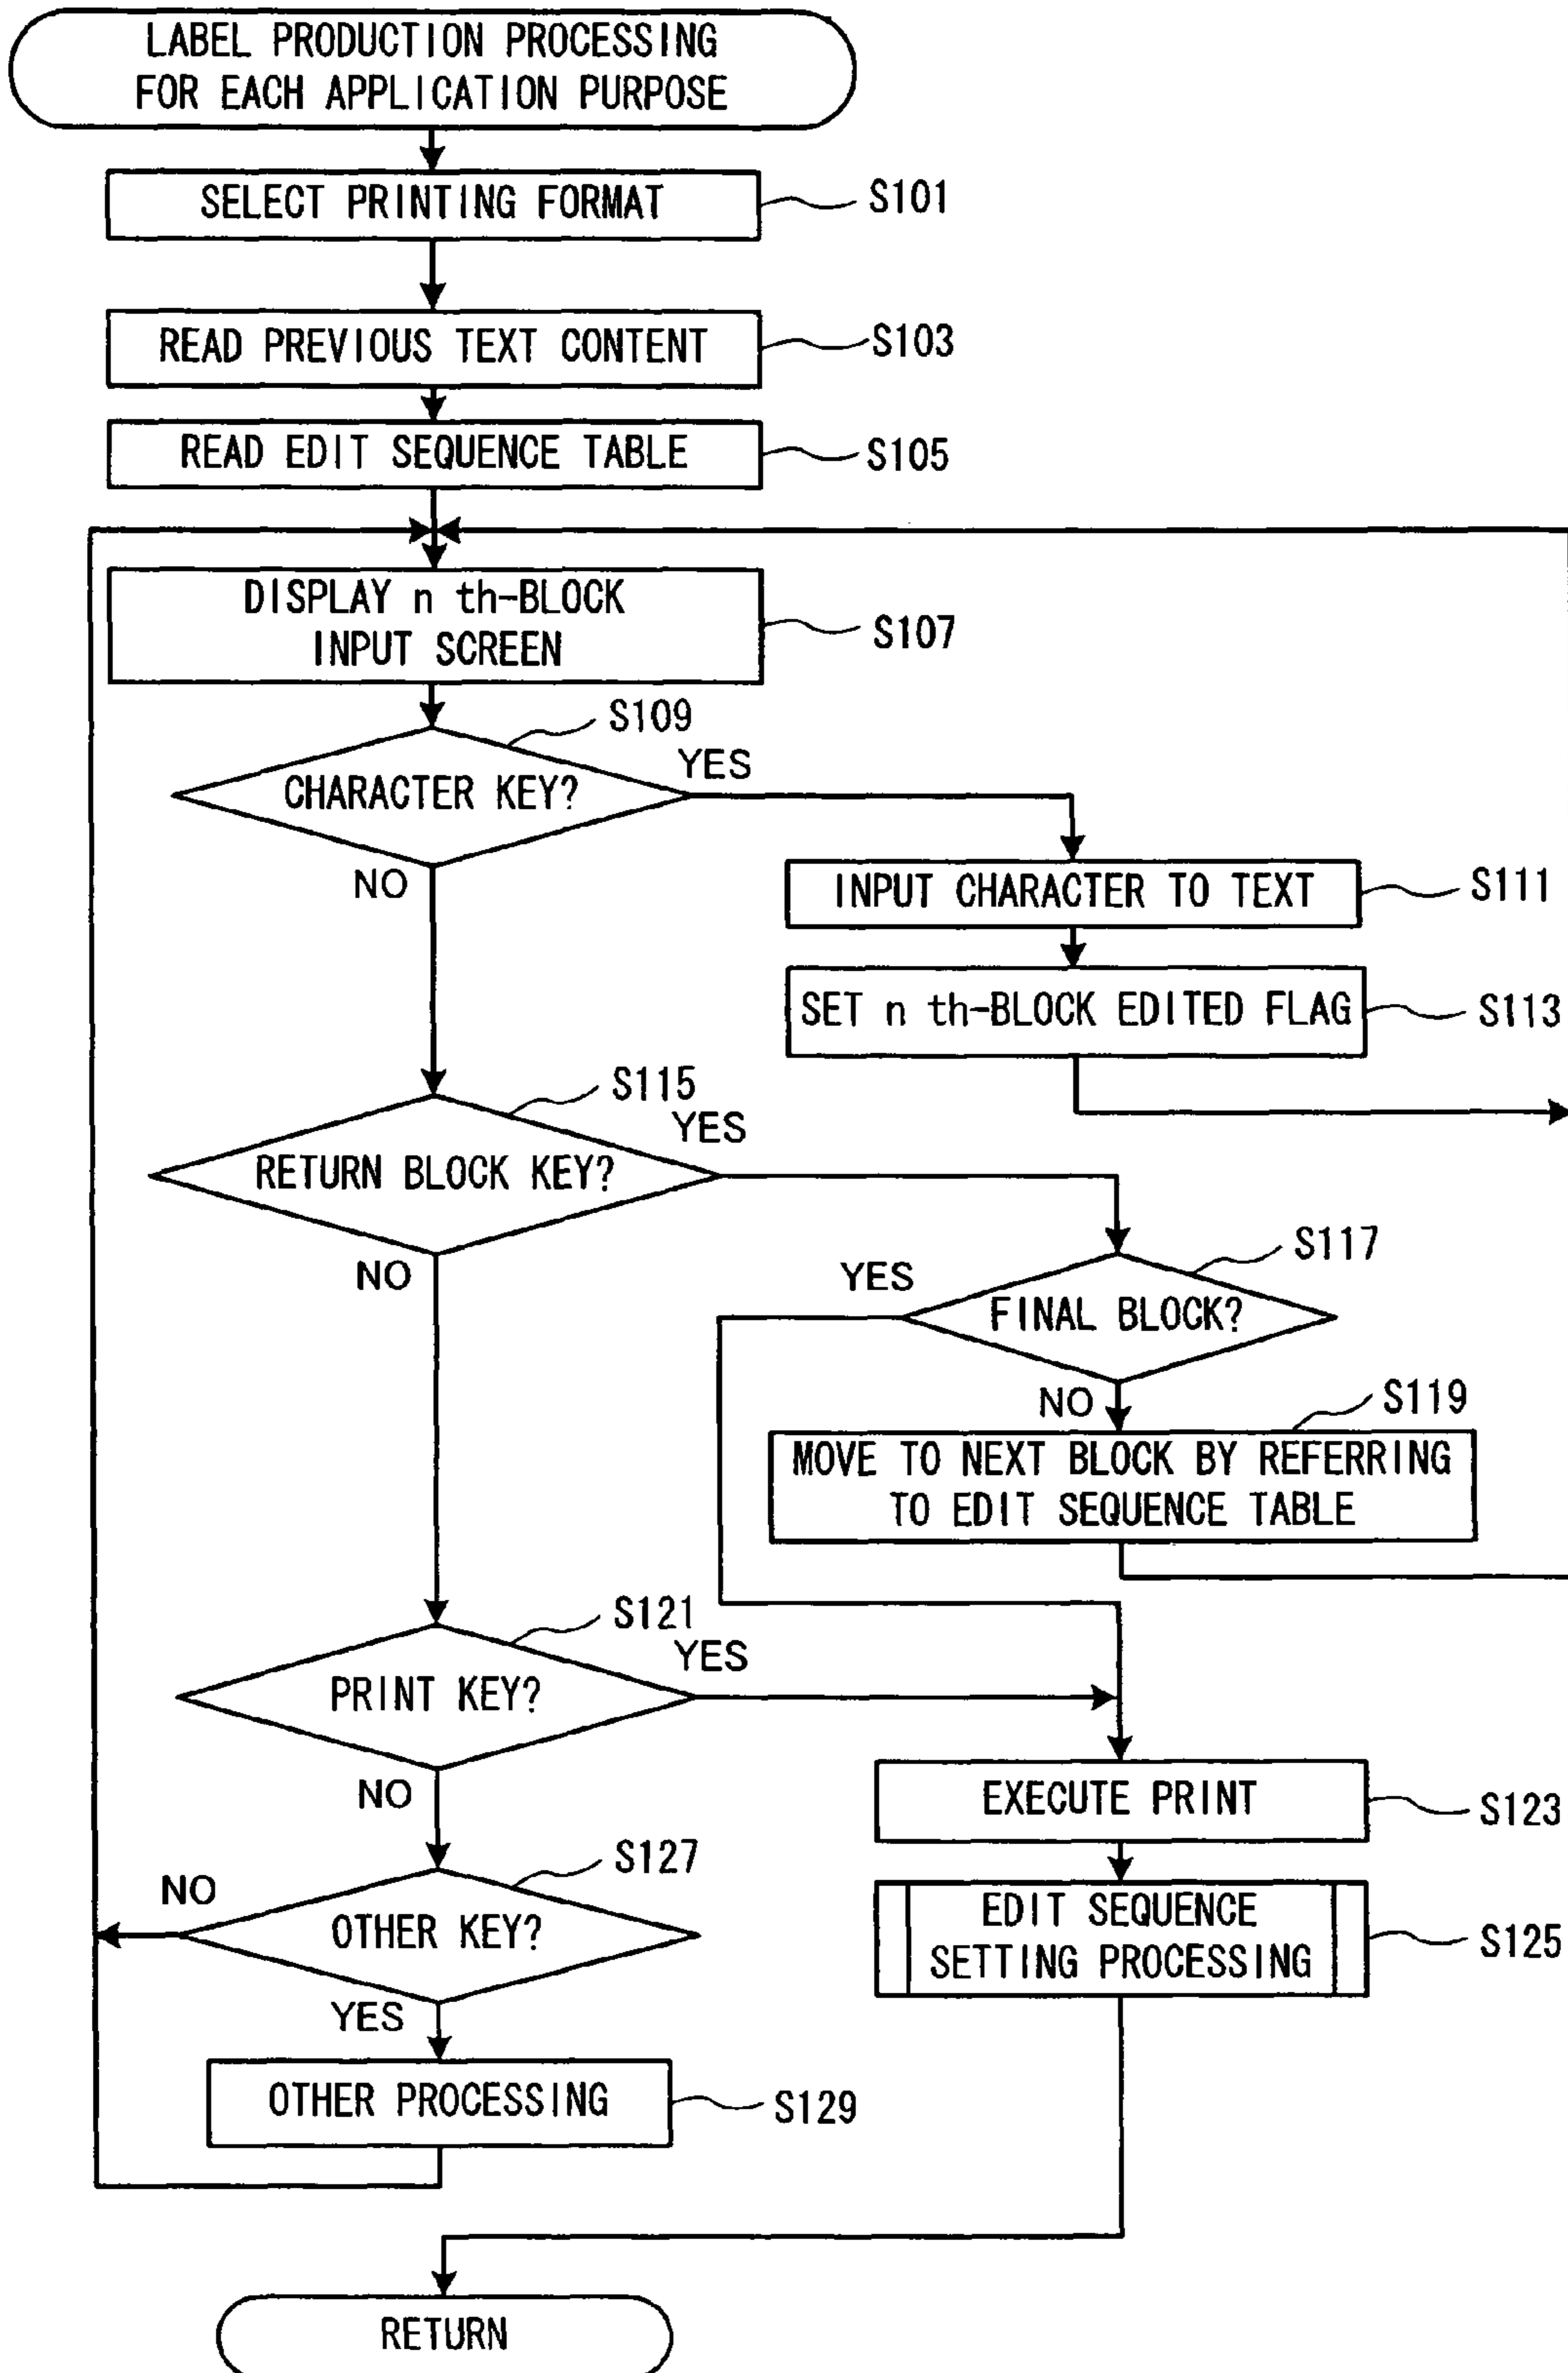 LABEL PRODUCTION PROCESSING
FOR EACH APPLICATION PURPOSE
SELECT PRINTING FORMAT
S101
READ PREVIOUS TEXT CONTENT
S103
READ EDIT SEQUENCE TABLE
S105
DISPLAY n th-BLOCK
INPUT SCREEN
S107
S109
CHARACTER KEY?
YES
NO
INPUT CHARACTER TO TEXT
S111
SET n th-BLOCK EDITED FLAG
S113
S115
RETURN BLOCK KEY?
YES
NO
S117
YES
FINAL BLOCK?
NO
S119
MOVE TO NEXT BLOCK BY REFERRING
TO EDIT SEQUENCE TABLE
S121
PRINT KEY?
YES
NO
EXECUTE PRINT
S123
S127
NO
OTHER KEY?
YES
EDIT SEQUENCE
SETTING PROCESSING
S125
OTHER PROCESSING
S129
RETURN